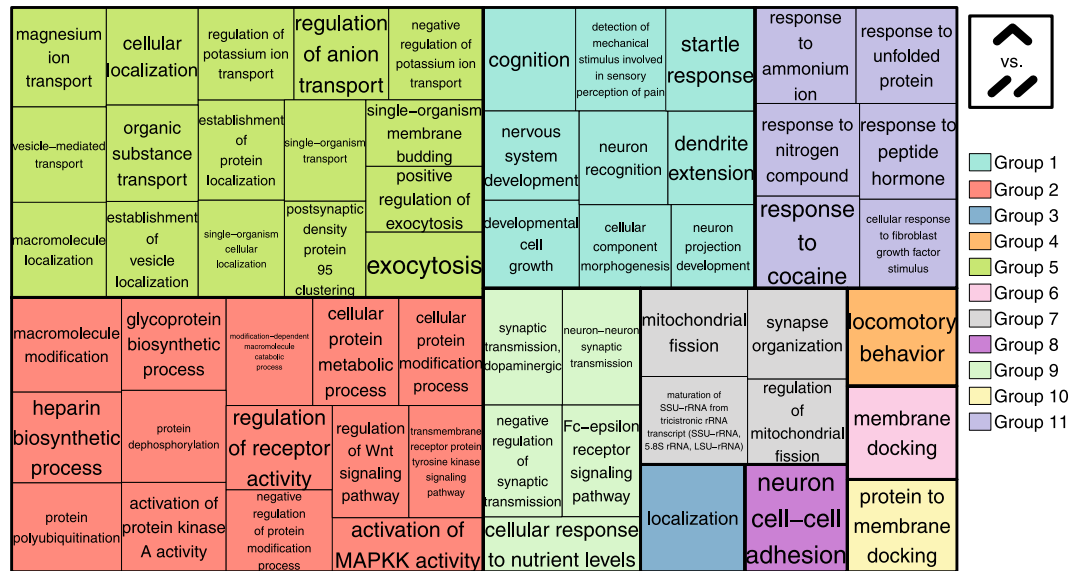 magnesium
ion
transport
cellular
localization
regulation of
potassium ion
transport
regulation
of anion
transport
negative
regulation of
potassium ion
transport
vesicle−mediated
transport
organic
substance
transport
establishment
of
protein
localization
single−organism
transport
single−organism
membrane
budding
positive
regulation of
exocytosis
macromolecule
localization
establishment
of
vesicle
localization
single−organism
cellular
localization
postsynaptic
density
protein
95
clustering
exocytosis
cognition
detection of
mechanical
stimulus involved
in sensory
perception of pain
startle
response
nervous
system
development
neuron
recognition
dendrite
extension
developmental
cell
growth
cellular
component
morphogenesis
neuron
projection
development
response
to
ammonium
ion
response to
unfolded
protein
response to
nitrogen
compound
response to
peptide
hormone
response
to
cocaine
cellular response
to fibroblast
growth factor
stimulus
macromolecule
modification
glycoprotein
biosynthetic
process
modification−dependent
macromolecule
catabolic
process
cellular
protein
metabolic
process
cellular
protein
modification
process
heparin
biosynthetic
process
protein
dephosphorylation
regulation
of receptor
activity
regulation
of Wnt
signaling
pathway
transmembrane
receptor protein
tyrosine kinase
signaling
pathway
protein
polyubiquitination
activation of
protein kinase
A activity
negative
regulation
of protein
modification
process
activation of
MAPKK activity
synaptic
transmission,
dopaminergic
neuron−neuron
synaptic
transmission
negative
regulation
of
synaptic
transmission
Fc−epsilon
receptor
signaling
pathway
cellular response
to nutrient levels
mitochondrial
fission
synapse
organization
maturation of
SSU−rRNA from
tricistronic rRNA
transcript (SSU−rRNA,
5.8S rRNA, LSU−rRNA)
regulation
of
mitochondrial
fission
localization
neuron
cell−cell
adhesion
locomotory
behavior
membrane
docking
protein to
membrane
docking
vs.
Group 1
Group 2
Group 3
Group 4
Group 5
Group 6
Group 7
Group 8
Group 9
Group 10
Group 11